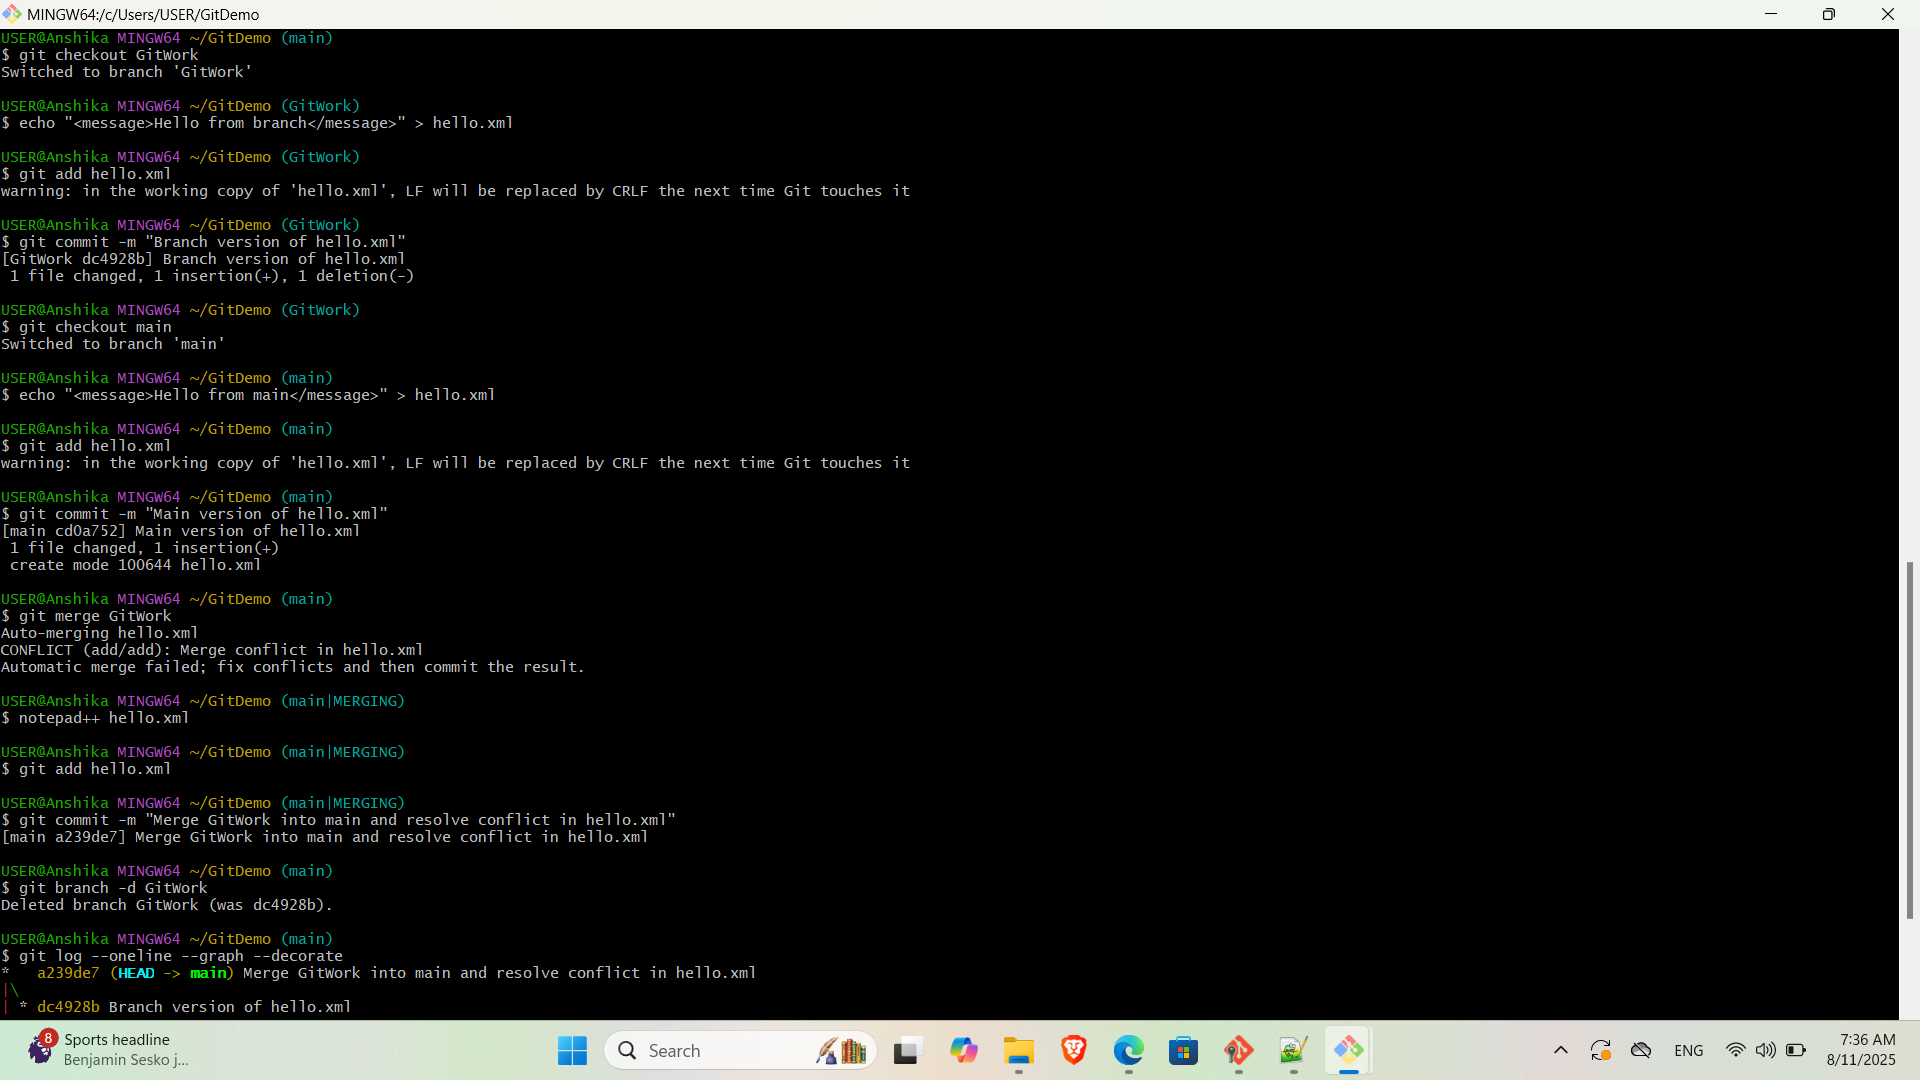 MINGW64:/c/Users/USER/GitDemo
USER@Anshika MINGW64 ~/GitDemo (main)
$ git checkout GitWork
Switched to branch 'GitWork'
USER@Anshika MINGW64 ~/GitDemo (GitWork)
$ echo "<message>Hello from branch</message>" > hello.xml
USER@Anshika MINGW64 ~/GitDemo (GitWork)
$ git add hello.xml
warning: in the working copy of 'hello.xml', LF will be replaced by CRLF the next time Git touches it
USER@Anshika MINGW64 ~/GitDemo (GitWork)
$ git commit -m "Branch version of hello.xml"
[GitWork dc4928b] Branch version of hello.xml
 1 file changed, 1 insertion(+), 1 deletion(-)
USER@Anshika MINGW64 ~/GitDemo (GitWork)
$ git checkout main
Switched to branch 'main'
USER@Anshika MINGW64 ~/GitDemo (main)
$ echo "<message>Hello from main</message>" > hello.xml
USER@Anshika MINGW64 ~/GitDemo (main)
$ git add hello.xml
warning: in the working copy of 'hello.xml', LF will be replaced by CRLF the next time Git touches it
USER@Anshika MINGW64 ~/GitDemo (main)
$ git commit -m "Main version of hello.xml"
[main cd0a752] Main version of hello.xml
 1 file changed, 1 insertion(+)
 create mode 100644 hello.xml
USER@Anshika MINGW64 ~/GitDemo (main)
$ git merge GitWork
Auto-merging hello.xml
CONFLICT (add/add): Merge conflict in hello.xml
Automatic merge failed; fix conflicts and then commit the result.
USER@Anshika MINGW64 ~/GitDemo (main|MERGING)
$ notepad++ hello.xml
USER@Anshika MINGW64 ~/GitDemo (main|MERGING)
$ git add hello.xml
USER@Anshika MINGW64 ~/GitDemo (main|MERGING)
$ git commit -m "Merge GitWork into main and resolve conflict in hello.xml"
[main a239de7] Merge GitWork into main and resolve conflict in hello.xml
USER@Anshika MINGW64 ~/GitDemo (main)
$ git branch -d GitWork
Deleted branch GitWork (was dc4928b).
USER@Anshika MINGW64 ~/GitDemo (main)
$ git log --oneline --graph --decorate
*   a239de7 (HEAD -> main) Merge GitWork into main and resolve conflict in hello.xml
|\
| * dc4928b Branch version of hello.xml
8
Sports headline
Benjamin Sesko j...
Search
ENG
7:36 AM
8/11/2025